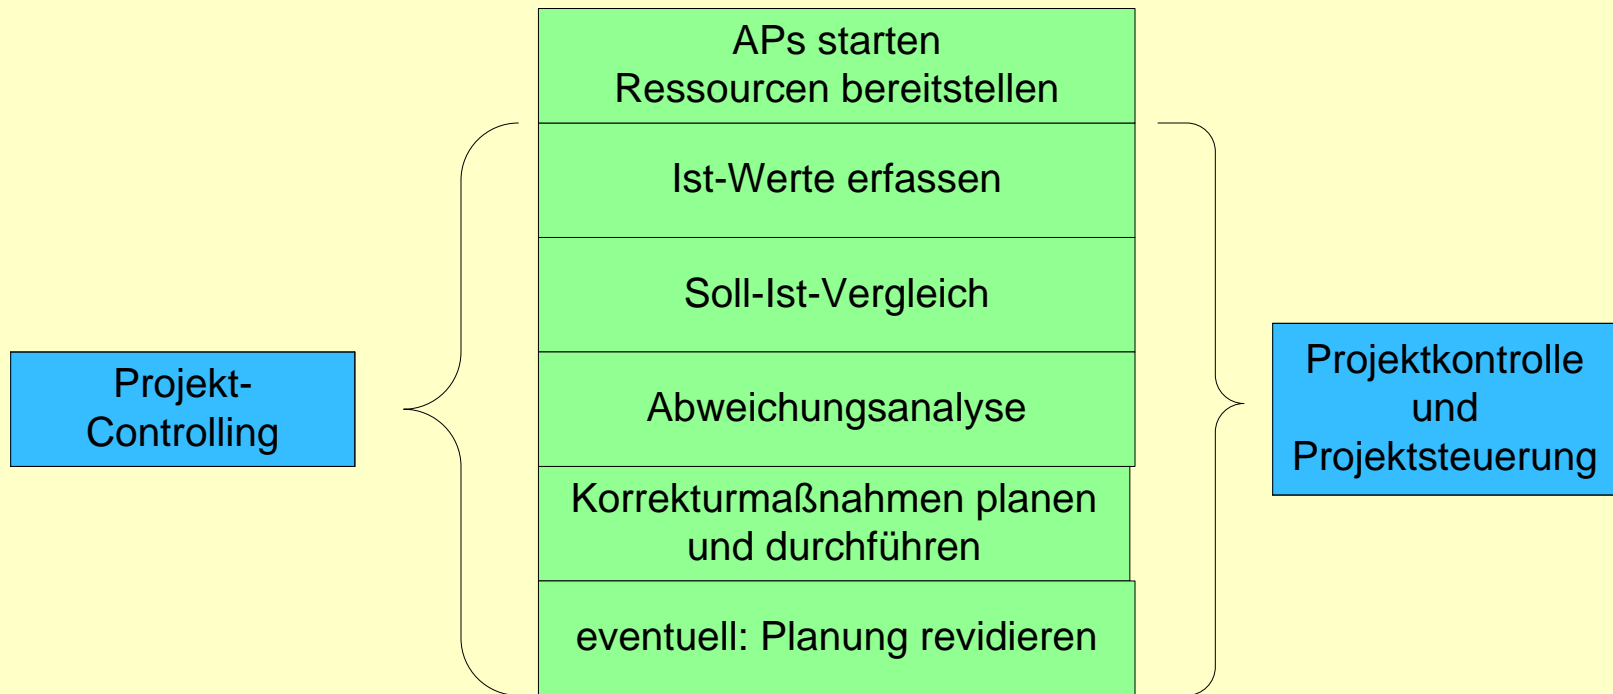 APs starten
Ressourcen bereitstellen
Ist-Werte erfassen
Soll-Ist-Vergleich
Abweichungsanalyse
Korrekturmaßnahmen planen
und durchführen
eventuell: Planung revidieren
Projekt-
Controlling
Projektkontrolle
und
Projektsteuerung